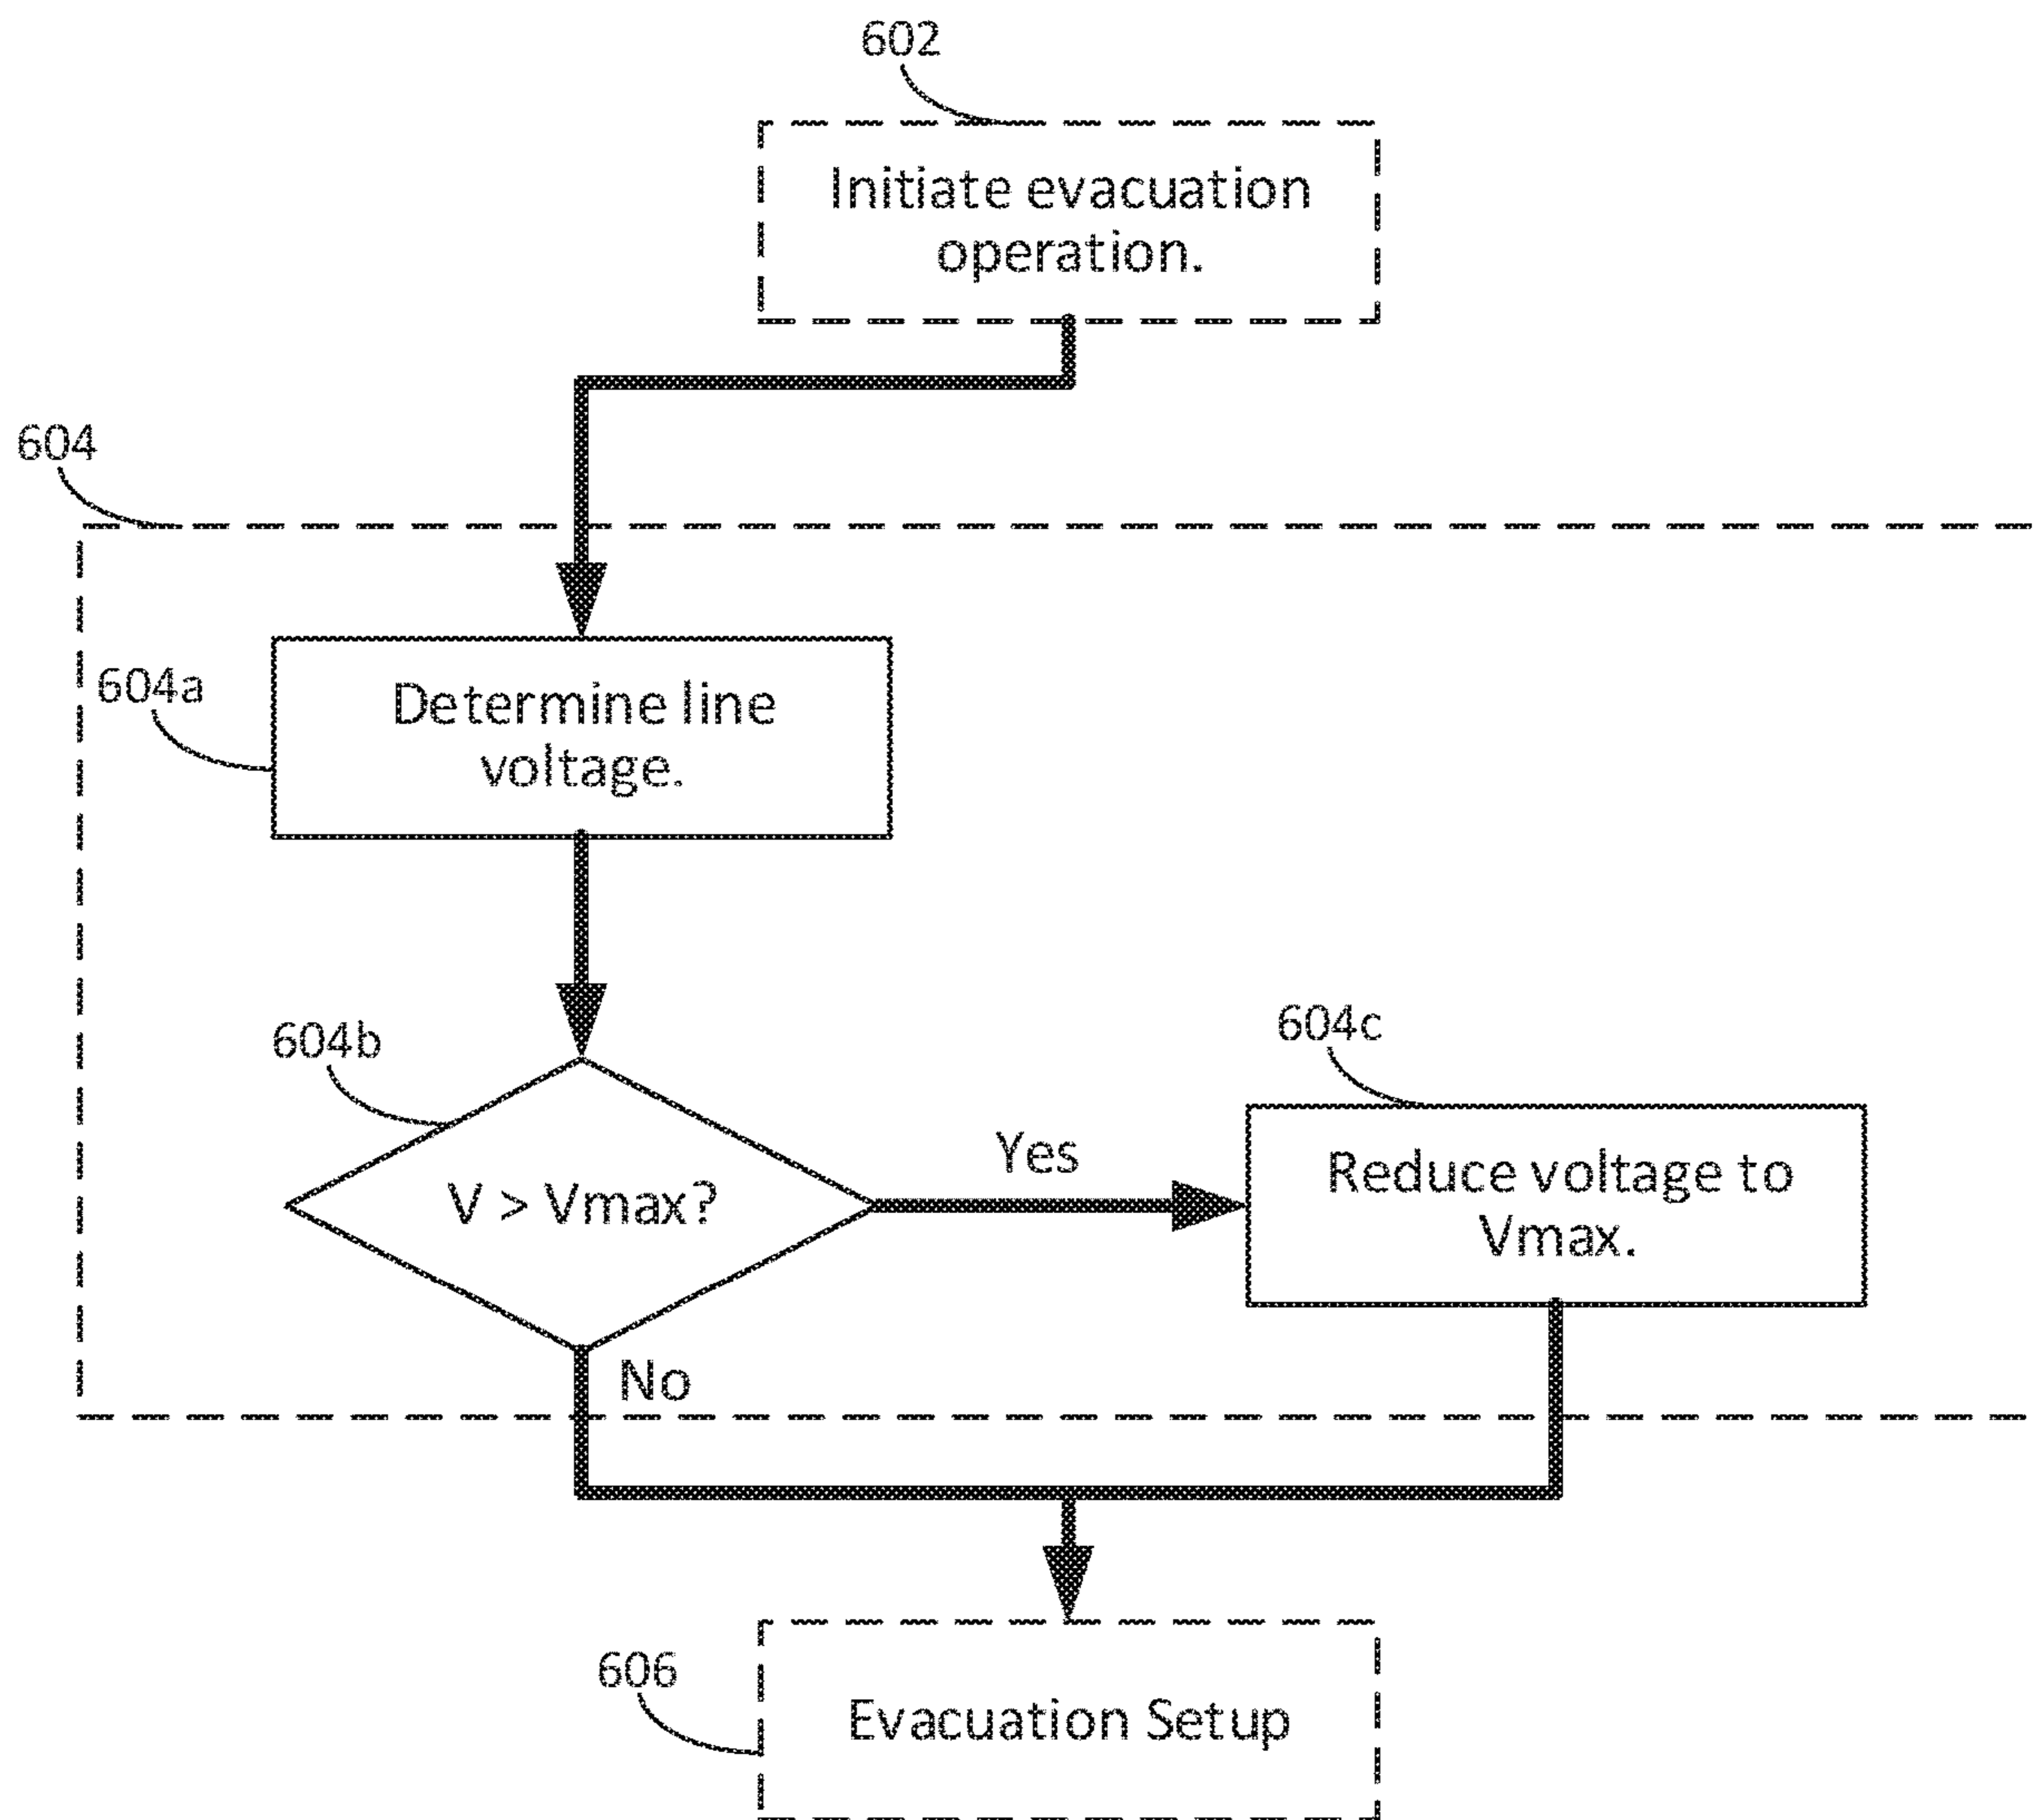 602
Initiate evacuation
operation.
604
604a
Determine line
voltage.
604b
V > Vmax?
Yes
604c
Reduce voltage to
Vmax.
No
606
Evacuation Setup